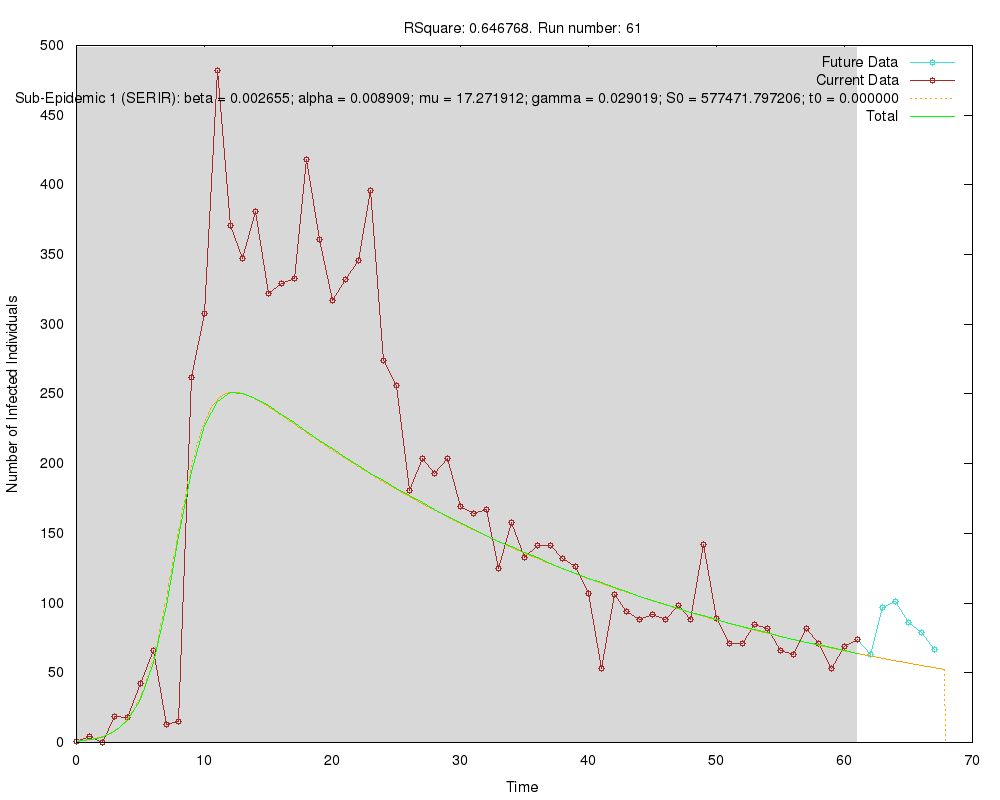 RSquare: 0.646768. Run number: 61
500
450
400
350
300
250
200
150
100
50
0
Number of Infected Individuals
Future Data
Current Data
Sub-Epidemic 1 (SERIR): beta = 0.002655; alpha = 0.008909; mu = 17.271912; gamma = 0.029019; S0 = 577471.797206; t0 = 0.000000
Total
0 10 20 30 40 50 60 70
Time